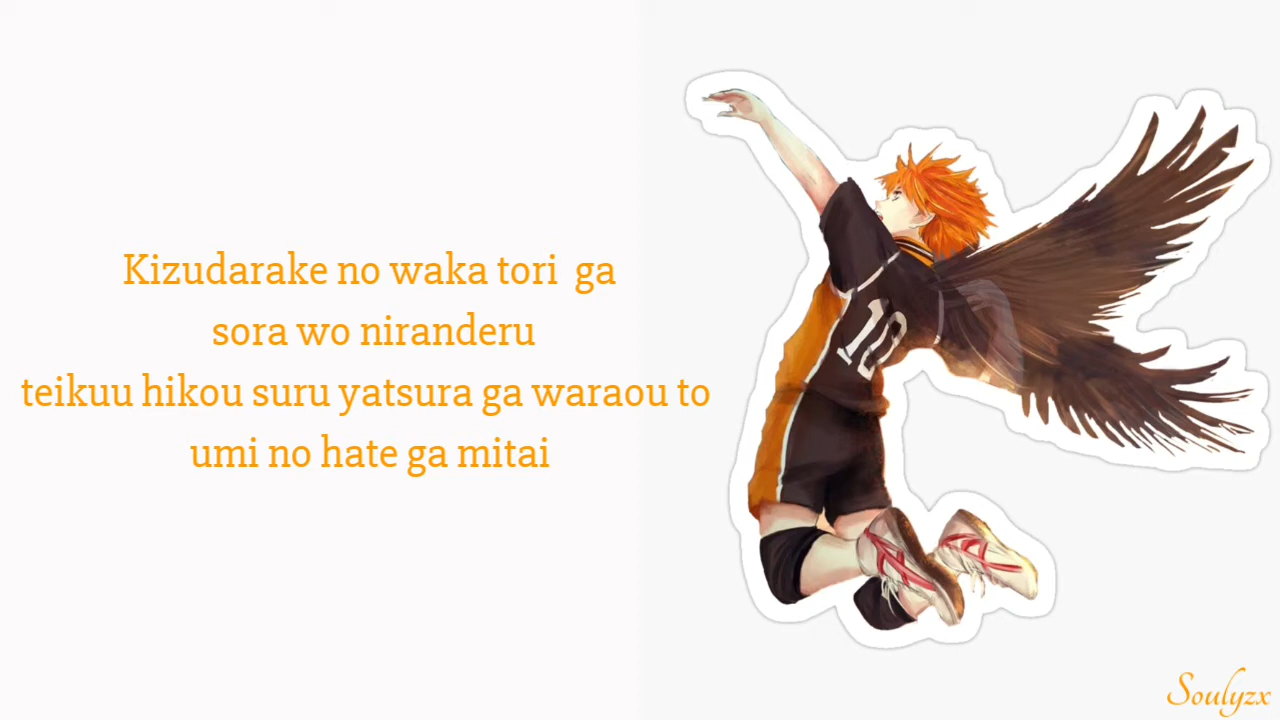 Kizudarake no waka tori  ga
sora wo niranderu
teikuu hikou suru yatsura ga waraou to
umi no hate ga mitai
10
Soulyzx